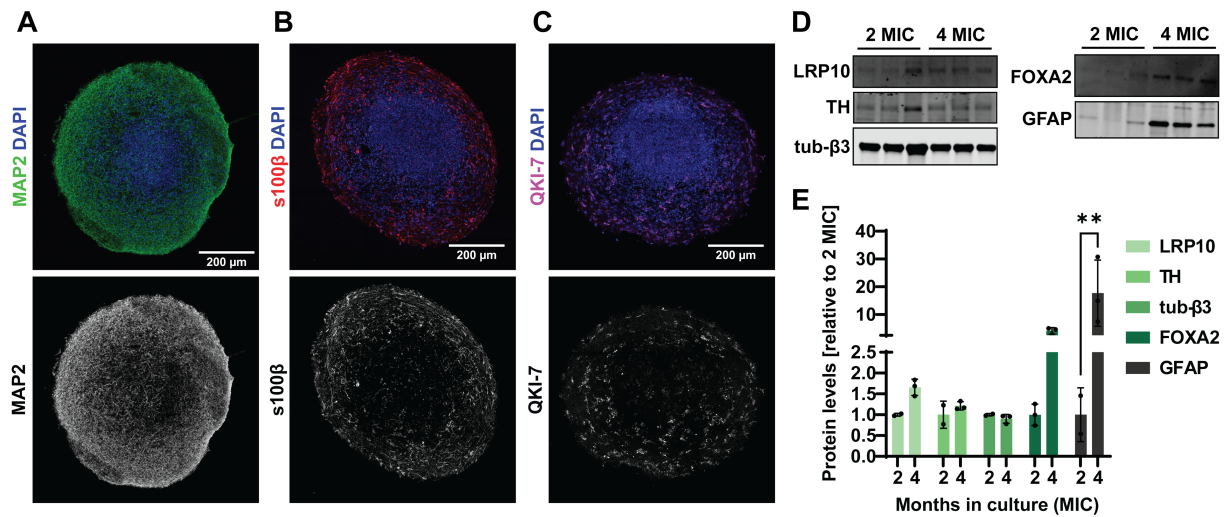 A
MAP2 DAPI
200 µm
MAP2
B
s100β DAPI
200 µm
s100β
C
QKI-7 DAPI
200 µm
QKI-7
D
2 MIC 4 MIC
LRP10
TH
tub-β3
2 MIC 4 MIC
FOXA2
GFAP
E
Protein levels [relative to 2 MIC]
40
30
20
10
2.5
2.0
1.5
1.0
0.5
0.0
**
2 4 2 4 2 4 2 4 2 4
Months in culture (MIC)
LRP10
TH
tub-β3
FOXA2
GFAP